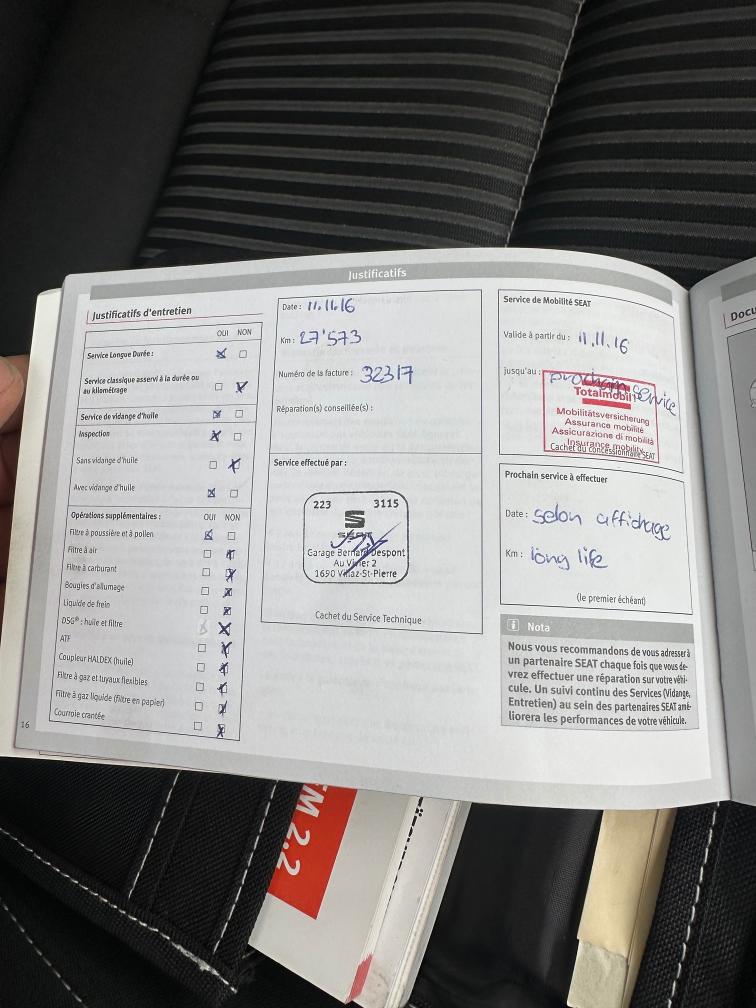 Justificatifs
Justificatifs d'entretien
OUI NON
Service Longue Durée :
Service classique asservi à la durée ou
au kilométrage
Service de vidange d'huile
Inspection
Sans vidange d'huile
Avec vidange d'huile
Opérations supplémentaires : OUI NON
Filtre à poussière et à pollen
Filtre à air
Filtre à carburant
Bougies d'allumage
Liquide de frein
DSG® : huile et filtre
ATF
Coupleur HALDEX (huile)
Filtre à gaz et tuyaux flexibles
Filtre à gaz liquide (filtre en papier)
Courroie crantée
16
Date : 11.11.16
Km : 27'573
Numéro de la facture : 32317
Réparation(s) conseillée(s) :
Service effectué par :
223 3115
SEAT
Garage Bernard Despont
Au Vivier 2
1690 Villaz-St-Pierre
Cachet du Service Technique
Service de Mobilité SEAT
Valide à partir du : 11.11.16
jusqu'au : prochain service
Totalmobil!
Mobilitätsversicherung
Assurance mobilité
Assicurazione di mobilità
Insurance mobility
Cachet du concessionnaire SEAT
Prochain service à effectuer
Date : selon affichage
Km : long life
(le premier échéant)
i Nota
Nous vous recommandons de vous adresser à
un partenaire SEAT chaque fois que vous de-
vrez effectuer une réparation sur votre véhi-
cule. Un suivi continu des Services (Vidange,
Entretien) au sein des partenaires SEAT amé-
liorera les performances de votre véhicule.
Docu
M 2.2